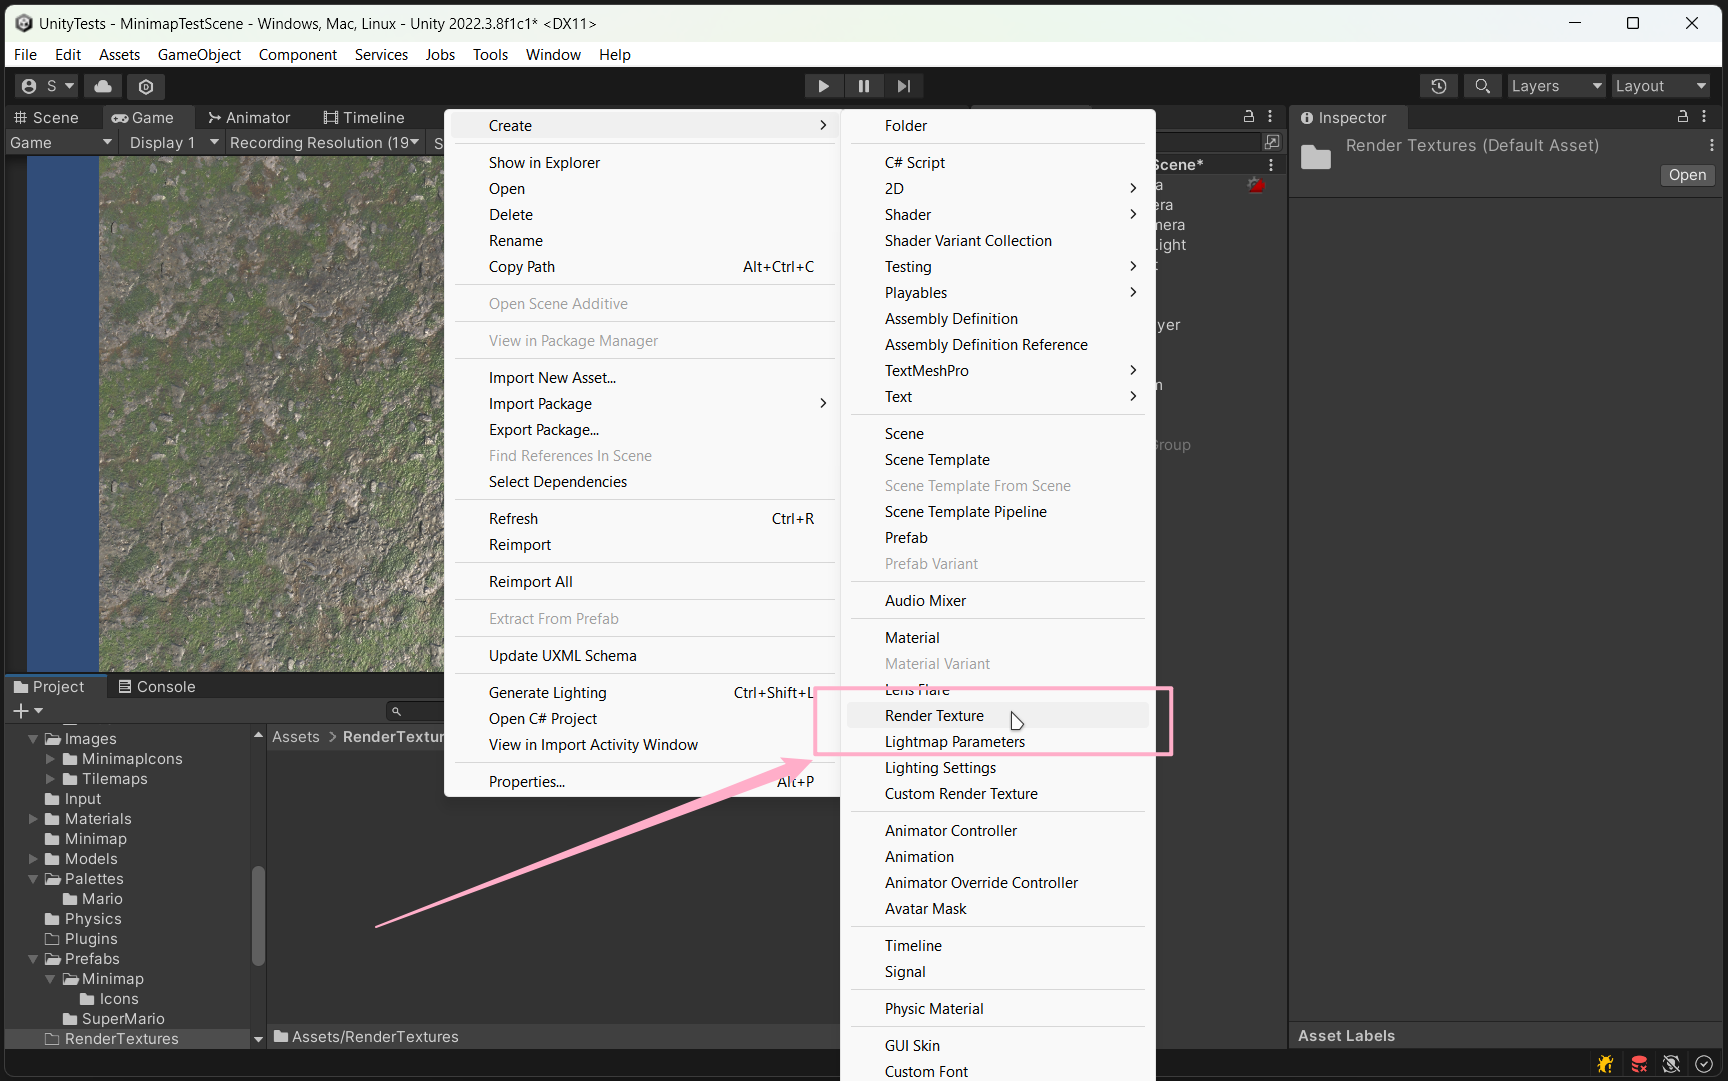 UnityTests - MinimapTestScene - Windows, Mac, Linux - Unity 2022.3.8f1c1* <DX11>
File Edit Assets GameObject Component Services Jobs Tools Window Help
S Layers Layout
Scene Game Animator Timeline
Game Display 1 Recording Resolution (19 S
Create
Show in Explorer
Open
Delete
Rename
Copy Path Alt+Ctrl+C
Open Scene Additive
View in Package Manager
Import New Asset...
Import Package
Export Package...
Find References In Scene
Select Dependencies
Refresh Ctrl+R
Reimport
Reimport All
Extract From Prefab
Update UXML Schema
Generate Lighting Ctrl+Shift+L
Open C# Project
View in Import Activity Window
Properties... Alt+P
Folder
C# Script
2D
Shader
Shader Variant Collection
Testing
Playables
Assembly Definition
Assembly Definition Reference
TextMeshPro
Text
Scene
Scene Template
Scene Template From Scene
Scene Template Pipeline
Prefab
Prefab Variant
Audio Mixer
Material
Material Variant
Lens Flare
Render Texture
Lightmap Parameters
Lighting Settings
Custom Render Texture
Animator Controller
Animation
Animator Override Controller
Avatar Mask
Timeline
Signal
Physic Material
GUI Skin
Custom Font
Scene*
a
era
mera
Light
yer
m
Group
Inspector
Render Textures (Default Asset)
Open
Asset Labels
Project Console
Images
MinimapIcons
Tilemaps
Input
Materials
Minimap
Models
Palettes
Mario
Physics
Plugins
Prefabs
Minimap
Icons
SuperMario
RenderTextures
Assets > RenderTextur
Assets/RenderTextures